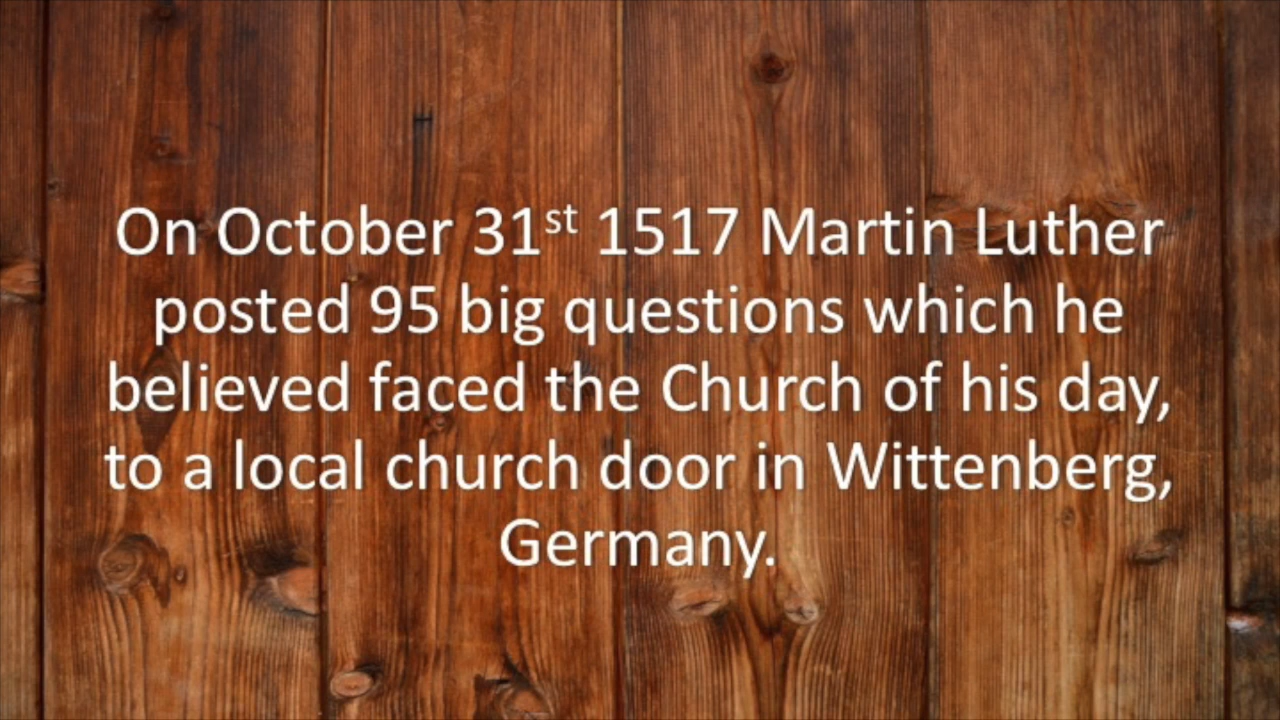 On October 31st 1517 Martin Luther
posted 95 big questions which he
believed faced the Church of his day,
to a local church door in Wittenberg,
Germany.